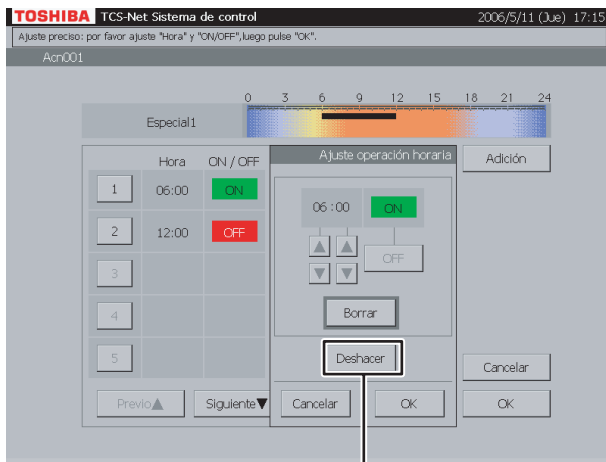 TOSHIBA TCS-Net Sistema de control 2006/5/11 (Jue) 17:15
Ajuste preciso: por favor ajuste "Hora" y "ON/OFF",luego pulse "OK".
Acn001
0 3 6 9 12 15 18 21 24
Especial1
Hora ON / OFF
Ajuste operación horaria
Adición
1 06:00 ON
06:00 ON
2 12:00 OFF
▲ ▲ OFF
3
▼ ▼
4
Borrar
5
Deshacer
Cancelar
Previo▲ Siguiente▼
Cancelar OK
OK